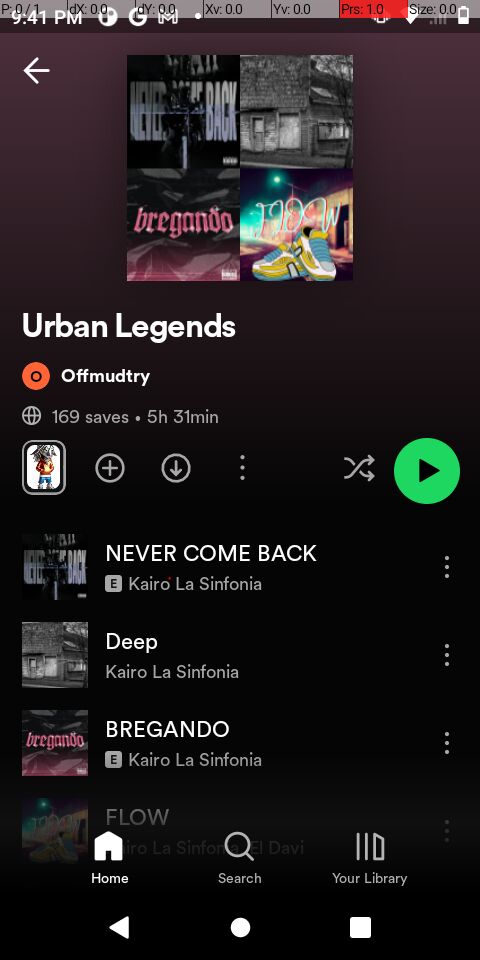 P: 0 / 1 dX: 0.0 dY: 0.0 Xv: 0.0 Yv: 0.0 Prs: 1.0 Size: 0.0
9:41 PM
NEVER COME BACK
bregando
FLOW
Urban Legends
O Offmudtry
169 saves • 5h 31min
NEVER COME BACK
E Kairo La Sinfonia
Deep
Kairo La Sinfonia
BREGANDO
E Kairo La Sinfonia
FLOW
Kairo La Sinfonia, El Davi
Home Search Your Library